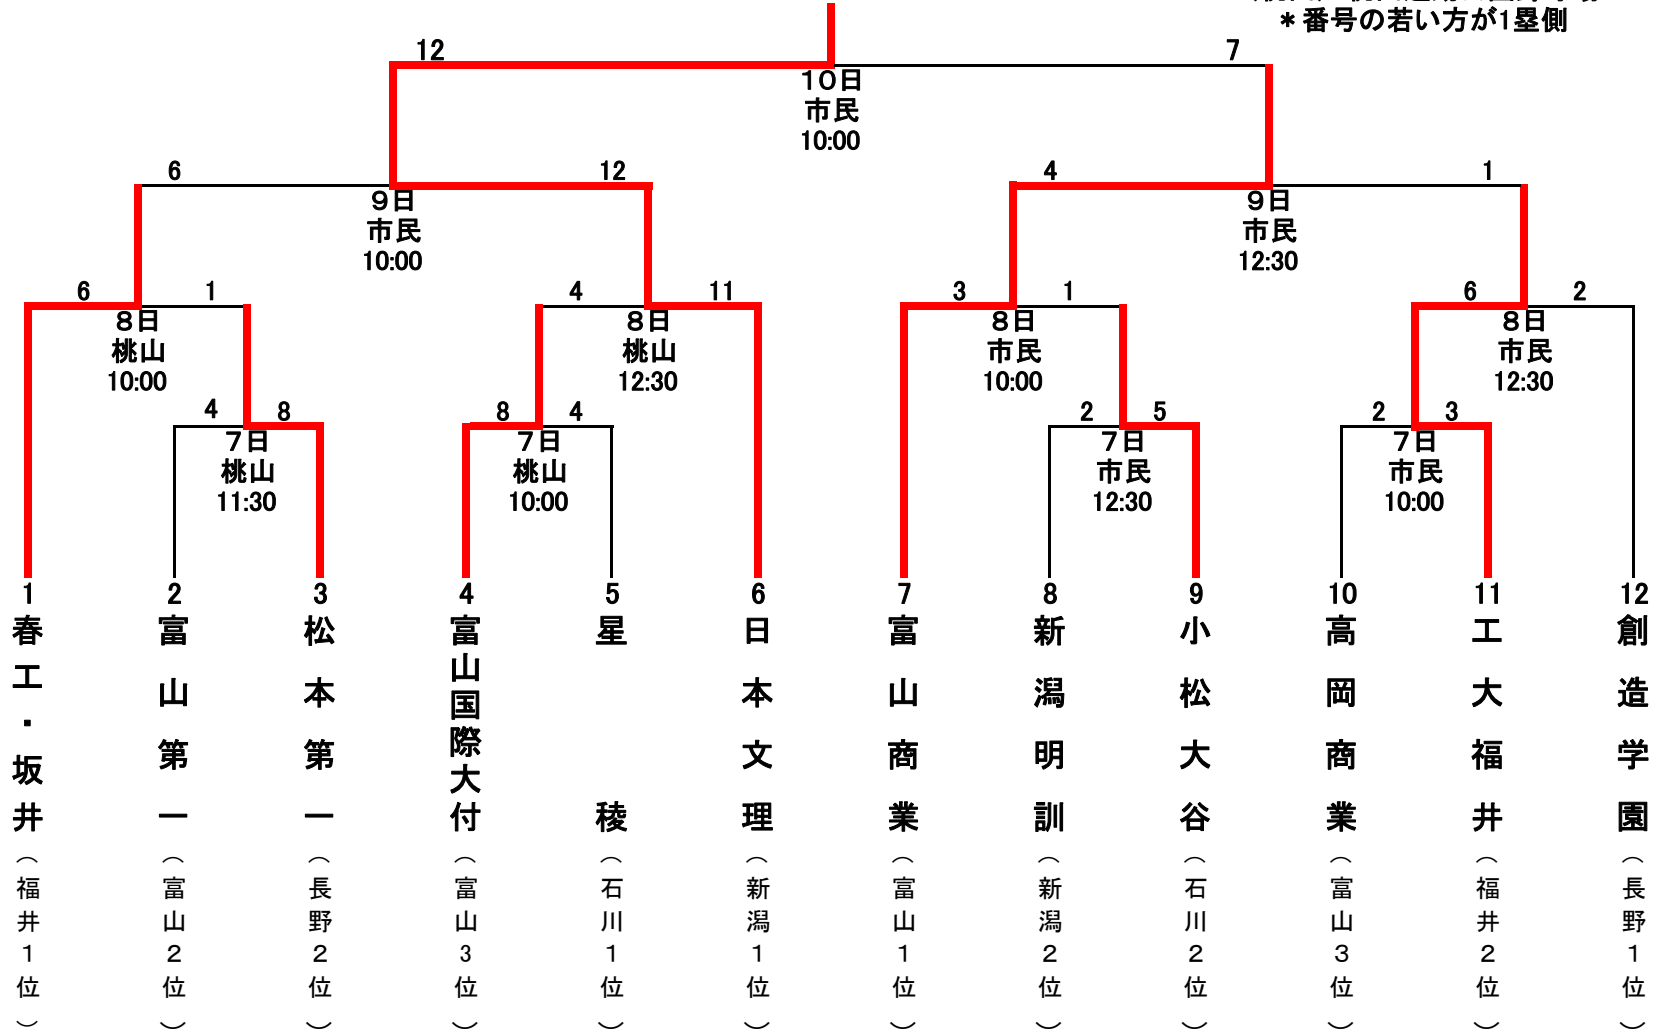 ＊番号の若い方が1塁側
12
7
10日
市民
10:00
6
12
4
1
９日
市民
10:00
９日
市民
12:30
6
1
4
11
3
1
6
2
８日
桃山
10:00
８日
桃山
12:30
８日
市民
10:00
８日
市民
12:30
4
8
8
4
2
5
2
3
７日
桃山
11:30
７日
桃山
10:00
７日
市民
12:30
７日
市民
10:00
1
春工・坂井
（福井１位）
2
富山第一
（富山２位）
3
松本第一
（長野２位）
4
富山国際大付
（富山３位）
5
星稜
（石川１位）
6
日本文理
（新潟１位）
7
富山商業
（富山１位）
8
新潟明訓
（新潟２位）
9
小松大谷
（石川２位）
10
高岡商業
（富山３位）
11
工大福井
（福井２位）
12
創造学園
（長野１位）